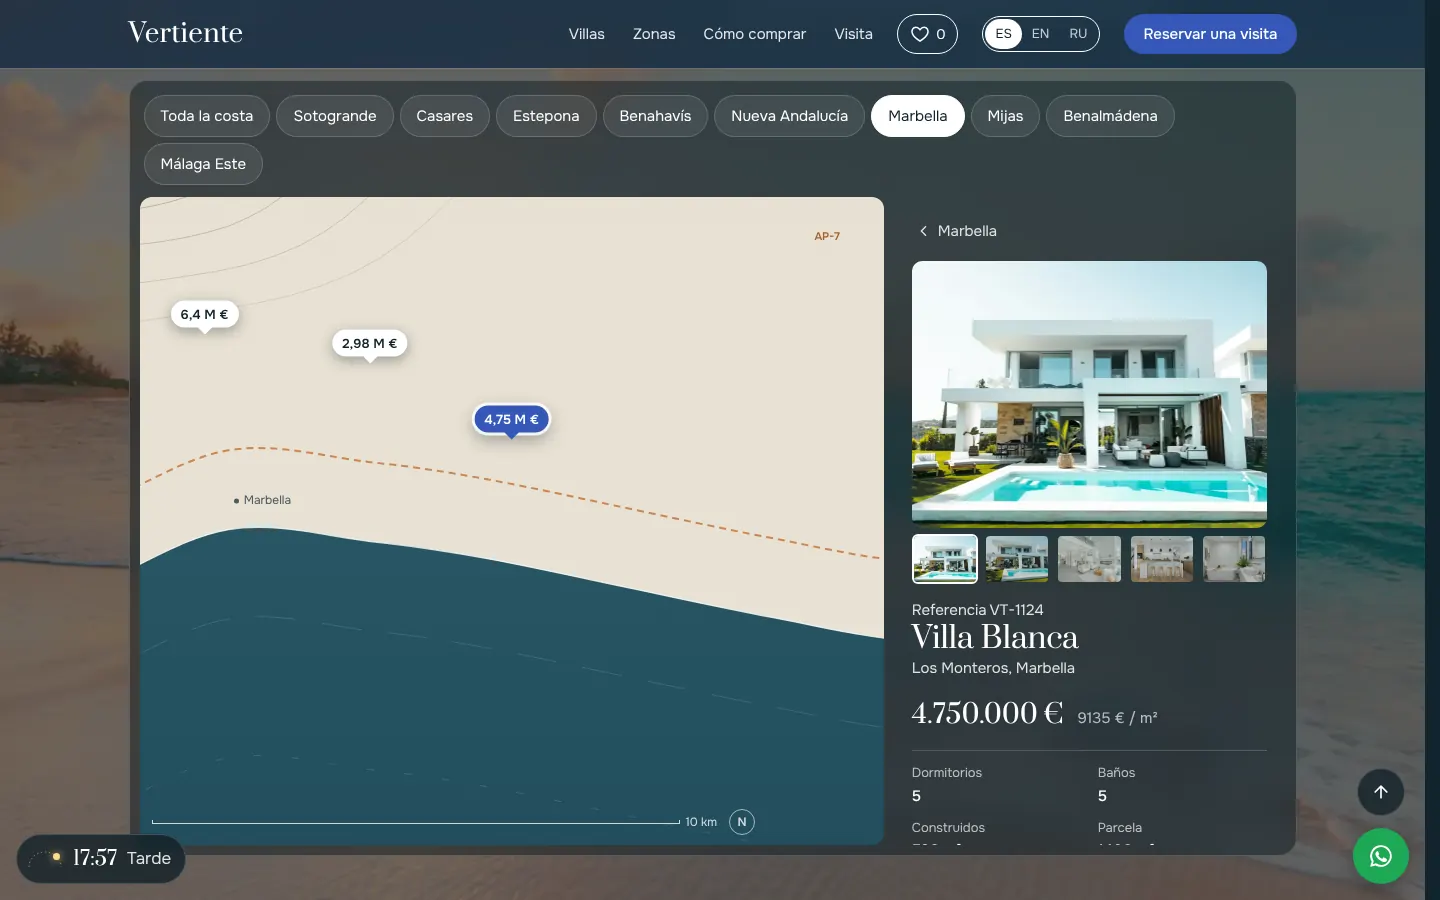 Vertiente
Villas
Zonas
Cómo comprar
Visita
0
ES
EN
RU
Reservar una visita
Toda la costa
Sotogrande
Casares
Estepona
Benahavís
Nueva Andalucía
Marbella
Mijas
Benalmádena
Málaga Este
AP-7
6,4 M €
2,98 M €
4,75 M €
Marbella
10 km
N
Marbella
Referencia VT-1124
Villa Blanca
Los Monteros, Marbella
4.750.000 €
9135 € / m²
Dormitorios
Baños
5
5
Construidos
Parcela
17:57
Tarde